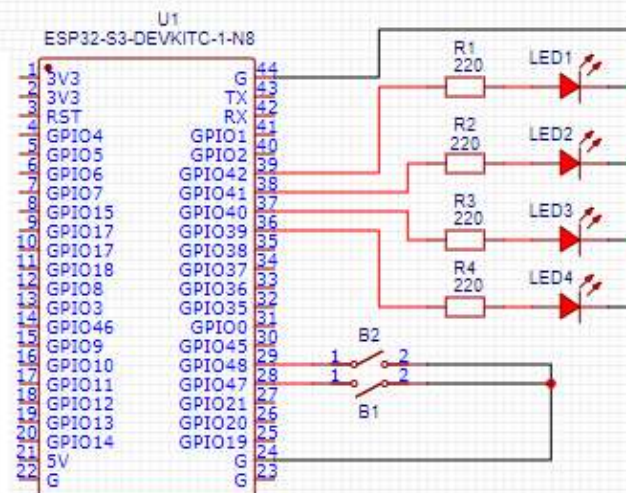 U1
ESP32-S3-DEVKITC-1-N8
1 3V3 G 44
2 3V3 TX 43
3 RST RX 42
4 GPIO4 GPIO1 41
5 GPIO5 GPIO2 40
6 GPIO6 GPIO42 39
7 GPIO7 GPIO41 38
8 GPIO15 GPIO40 37
9 GPIO17 GPIO39 36
10 GPIO17 GPIO38 35
11 GPIO18 GPIO37 34
12 GPIO8 GPIO36 33
13 GPIO3 GPIO35 32
14 GPIO46 GPIO0 31
15 GPIO9 GPIO45 30
16 GPIO10 GPIO48 29
17 GPIO11 GPIO47 28
18 GPIO12 GPIO21 27
19 GPIO13 GPIO20 26
20 GPIO14 GPIO19 25
21 5V G 24
22 G G 23
R1
220
LED1
R2
220
LED2
R3
220
LED3
R4
220
LED4
B2
1 2
1 2
B1